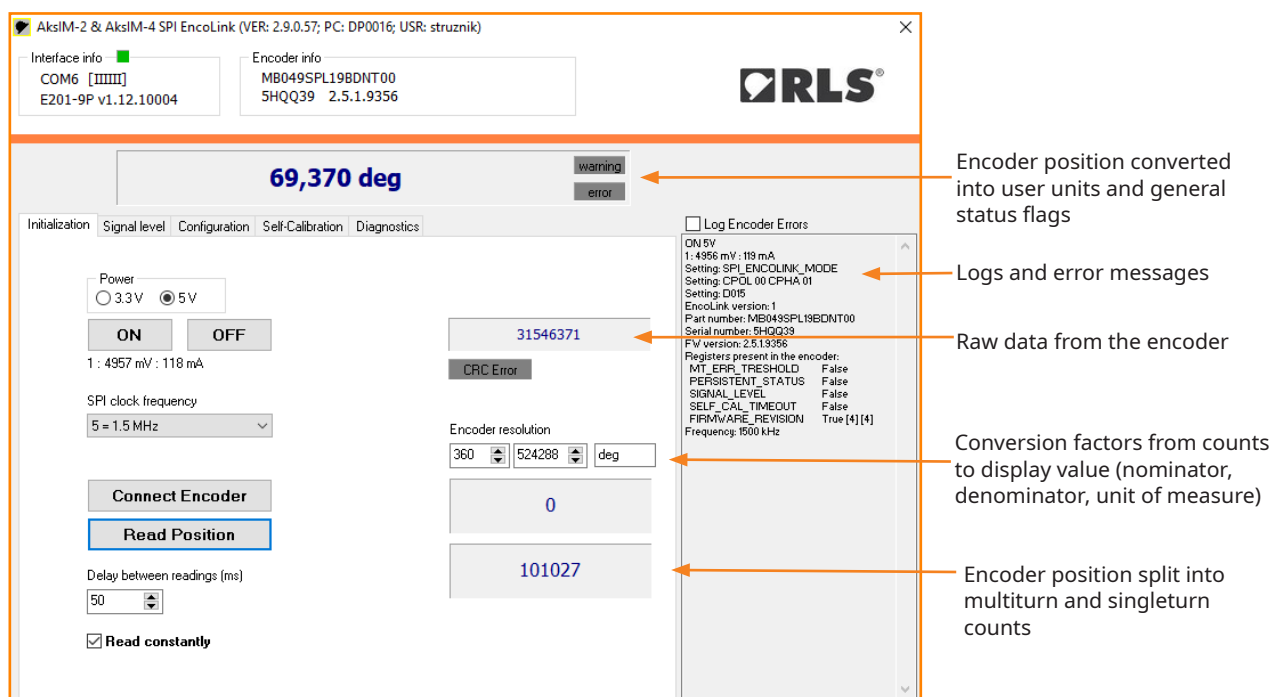 AksIM-2 & AksIM-4 SPI EncoLink (VER: 2.9.0.57; PC: DP0016; USR: struznik)
Interface info
COM6 [IIIIII]
E201-9P v1.12.10004
Encoder info
MB049SPL19BDNT00
5HQQ39 2.5.1.9356
RLS®
69,370 deg
warning
error
Encoder position converted
into user units and general
status flags
Initialization Signal level Configuration Self-Calibration Diagnostics
Log Encoder Errors
ON 5V
1: 4956 mV : 119 mA
Setting: SPI_ENCOLINK_MODE
Setting: CPOL 00 CPHA 01
Setting: D015
EncoLink version: 1
Part number: MB049SPL19BDNT00
Serial number: 5HQQ39
FW version: 2.5.1.9356
Registers present in the encoder:
MT_ERR_TRESHOLD False
PERSISTENT_STATUS False
SIGNAL_LEVEL False
SELF_CAL_TIMEOUT False
FIRMWARE_REVISION True [4] [4]
Frequency: 1500 kHz
Logs and error messages
Power
3.3 V 5 V
ON OFF
1 : 4957 mV : 118 mA
SPI clock frequency
5 = 1.5 MHz
Connect Encoder
Read Position
Delay between readings (ms)
50
Read constantly
31546371
CRC Error
Raw data from the encoder
Encoder resolution
360 524288 deg
Conversion factors from counts
to display value (nominator,
denominator, unit of measure)
0
101027
Encoder position split into
multiturn and singleturn
counts